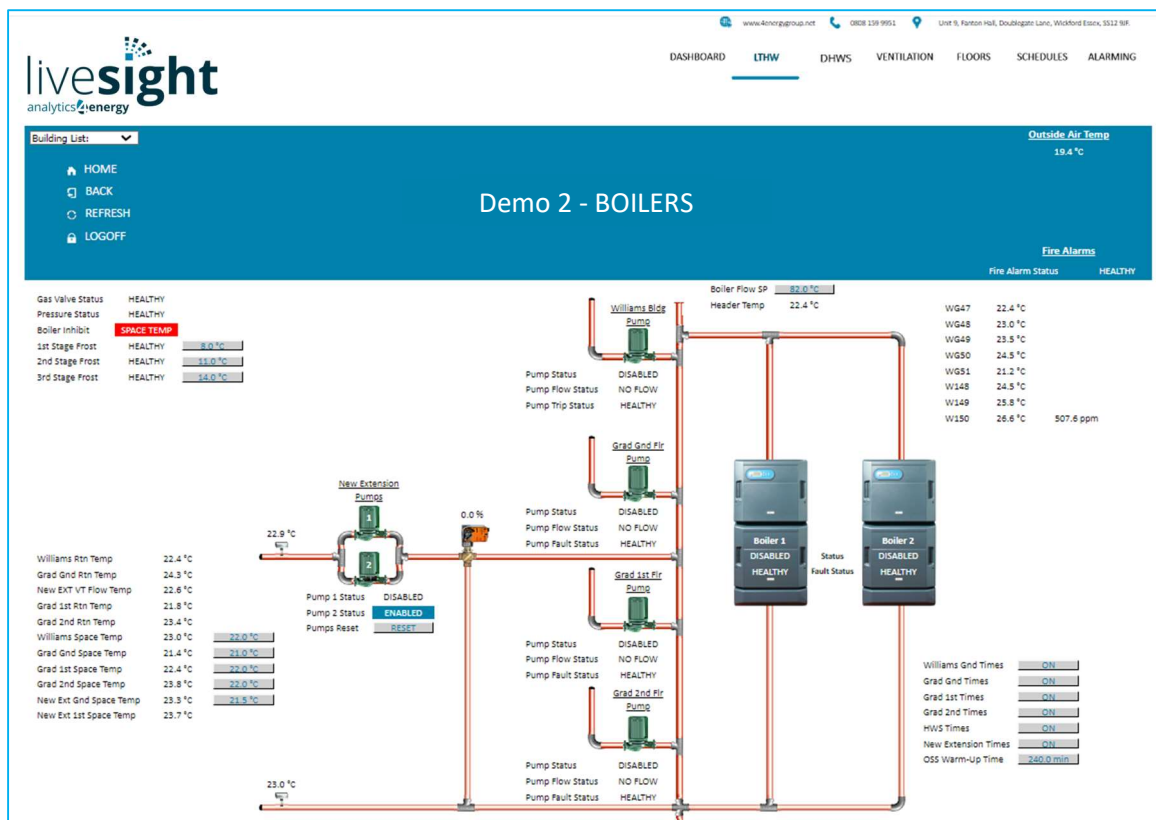 www.4energygroup.net 0808 159 9951 Unit 9, Fanton Hall, Doublegate Lane, Wickford Essex, SS12 9JF.
livesight
analytics4energy
DASHBOARD LTHW DHWS VENTILATION FLOORS SCHEDULES ALARMING
Building List:
Outside Air Temp
19.4 °C
HOME
BACK
REFRESH
LOGOFF
Demo 2 - BOILERS
Fire Alarms
Fire Alarm Status HEALTHY
Gas Valve Status HEALTHY
Pressure Status HEALTHY
Boiler Inhibit SPACE TEMP
1st Stage Frost HEALTHY 8.0 °C
2nd Stage Frost HEALTHY 11.0 °C
3rd Stage Frost HEALTHY 14.0 °C
Williams Bldg
Pump
Pump Status DISABLED
Pump Flow Status NO FLOW
Pump Trip Status HEALTHY
Boiler Flow SP 82.0 °C
Header Temp 22.4 °C
WG47 22.4 °C
WG48 23.0 °C
WG49 23.5 °C
WG50 24.5 °C
WG51 21.2 °C
W148 24.5 °C
W149 25.8 °C
W150 26.6 °C 507.6 ppm
Grad Gnd Flr
Pump
Pump Status DISABLED
Pump Flow Status NO FLOW
Pump Fault Status HEALTHY
New Extension
Pumps
1
2
0.0 %
22.9 °C
Pump 1 Status DISABLED
Pump 2 Status ENABLED
Pumps Reset RESET
Boiler 1
DISABLED
HEALTHY
Status
Fault Status
Boiler 2
DISABLED
HEALTHY
Williams Rtn Temp 22.4 °C
Grad Gnd Rtn Temp 24.3 °C
New EXT VT Flow Temp 22.6 °C
Grad 1st Rtn Temp 21.8 °C
Grad 2nd Rtn Temp 23.4 °C
Williams Space Temp 23.0 °C 22.0 °C
Grad Gnd Space Temp 21.4 °C 21.0 °C
Grad 1st Space Temp 22.4 °C 22.0 °C
Grad 2nd Space Temp 23.8 °C 22.0 °C
New Ext Gnd Space Temp 23.3 °C 21.5 °C
New Ext 1st Space Temp 23.7 °C
Grad 1st Flr
Pump
Pump Status DISABLED
Pump Flow Status NO FLOW
Pump Fault Status HEALTHY
Grad 2nd Flr
Pump
Pump Status DISABLED
Pump Flow Status NO FLOW
Pump Fault Status HEALTHY
Williams Gnd Times ON
Grad Gnd Times ON
Grad 1st Times ON
Grad 2nd Times ON
HWS Times ON
New Extension Times ON
OSS Warm-Up Time 240.0 min
23.0 °C